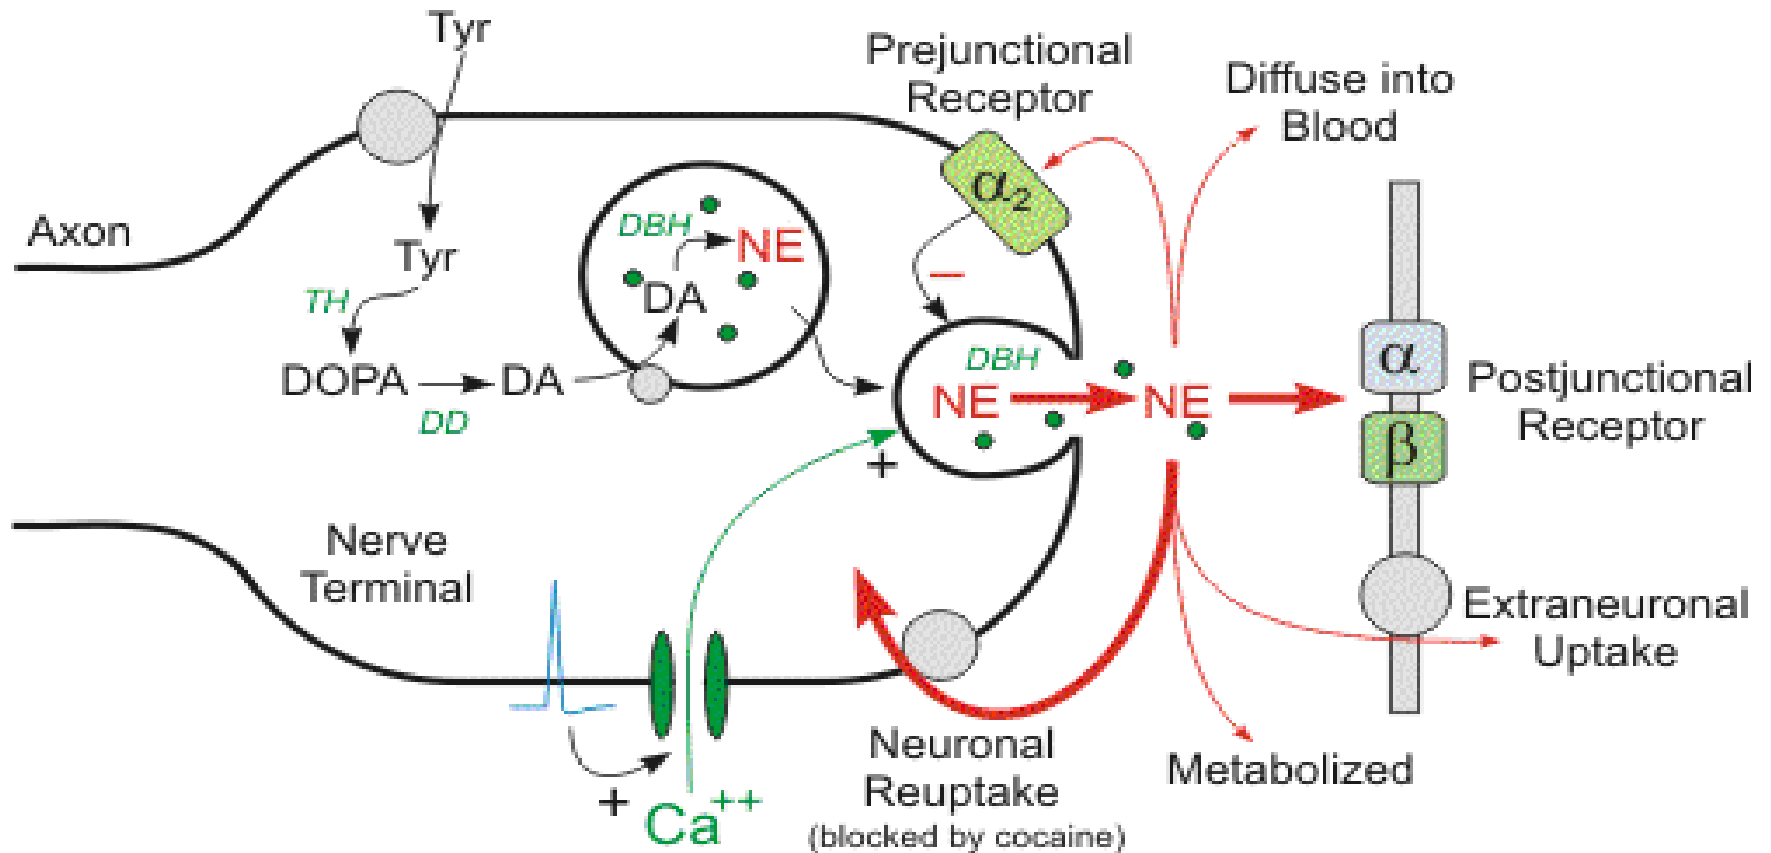 Tyr
Prejunctional
Receptor
Diffuse into
Blood
α2
Axon
DBH
NE
Tyr
DA
TH
DOPA
DA
DD
DBH
NE
NE
α
β
Postjunctional
Receptor
+
–
Nerve
Terminal
Extraneuronal
Uptake
Neuronal
Reuptake
(blocked by cocaine)
Metabolized
+
Ca++